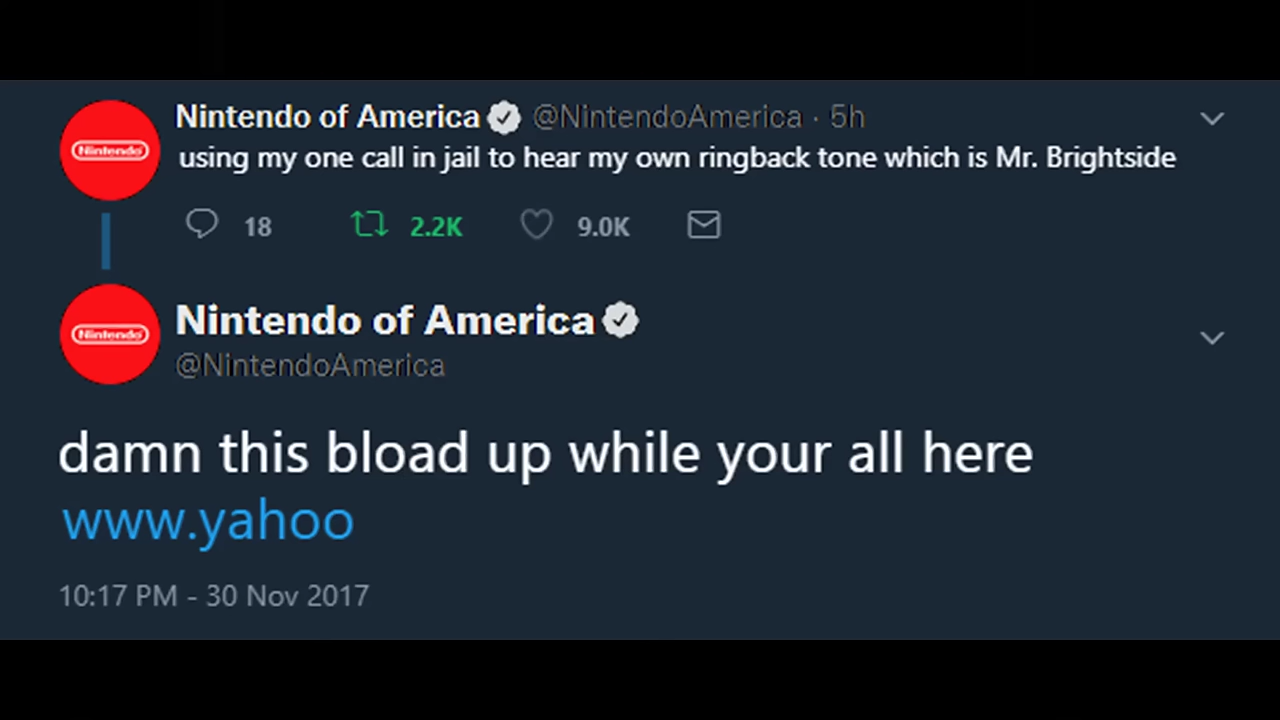 Nintendo of America @NintendoAmerica · 5h
Nintendo
using my one call in jail to hear my own ringback tone which is Mr. Brightside
18 2.2K 9.0K
Nintendo of America
Nintendo
@NintendoAmerica
damn this bload up while your all here
www.yahoo
10:17 PM - 30 Nov 2017